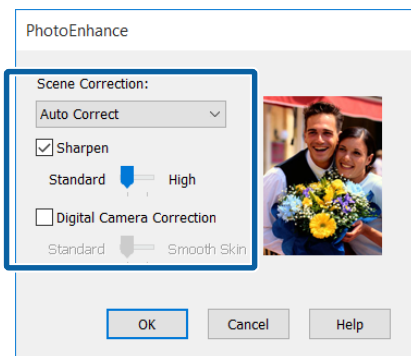 PhotoEnhance
Scene Correction:
Auto Correct
Sharpen
Standard High
Digital Camera Correction
Standard Smooth Skin
OK Cancel Help